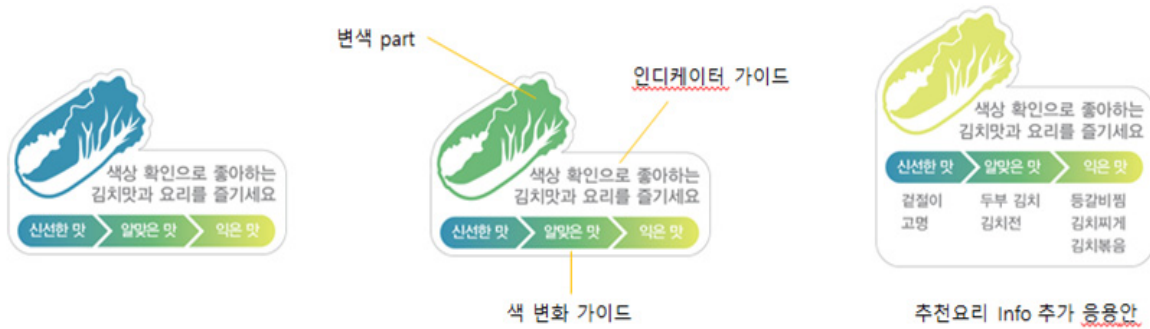 변색 part
인디케이터 가이드
색상 확인으로 좋아하는
김치맛과 요리를 즐기세요
신선한 맛
알맞은 맛
익은 맛
색상 확인으로 좋아하는
김치맛과 요리를 즐기세요
신선한 맛
알맞은 맛
익은 맛
색 변화 가이드
색상 확인으로 좋아하는
김치맛과 요리를 즐기세요
신선한 맛
알맞은 맛
익은 맛
겉절이
고명
두부 김치
김치전
등갈비찜
김치찌게
김치볶음
추천요리 Info 추가 응용안